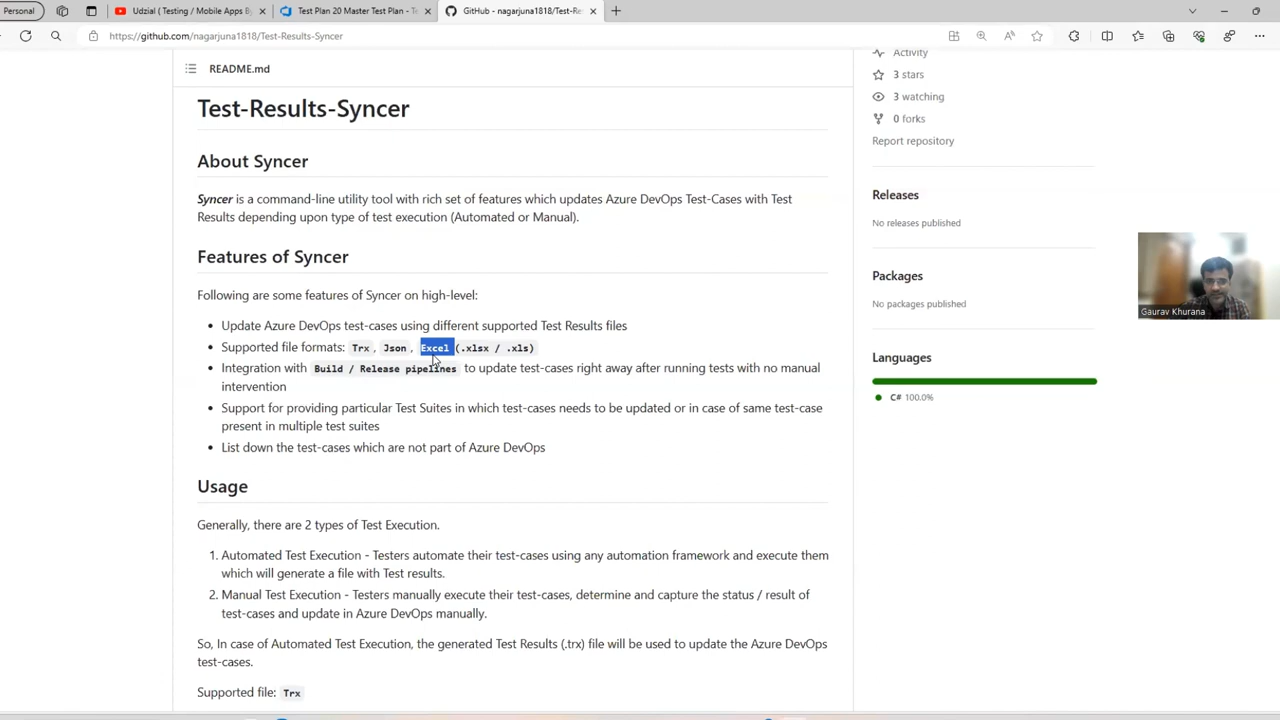 Personal
Udzial ( Testing / Mobile Apps By
Test Plan 20 Master Test Plan - Te
GitHub - nagarjuna1818/Test-Res
https://github.com/nagarjuna1818/Test-Results-Syncer
README.md
Test-Results-Syncer
About Syncer
Syncer is a command-line utility tool with rich set of features which updates Azure DevOps Test-Cases with Test
Results depending upon type of test execution (Automated or Manual).
Features of Syncer
Following are some features of Syncer on high-level:
• Update Azure DevOps test-cases using different supported Test Results files
• Supported file formats: Trx, Json, Excel (.xlsx / .xls)
• Integration with Build / Release pipelines to update test-cases right away after running tests with no manual
intervention
• Support for providing particular Test Suites in which test-cases needs to be updated or in case of same test-case
present in multiple test suites
• List down the test-cases which are not part of Azure DevOps
Usage
Generally, there are 2 types of Test Execution.
1. Automated Test Execution - Testers automate their test-cases using any automation framework and execute them
which will generate a file with Test results.
2. Manual Test Execution - Testers manually execute their test-cases, determine and capture the status / result of
test-cases and update in Azure DevOps manually.
So, In case of Automated Test Execution, the generated Test Results (.trx) file will be used to update the Azure DevOps
test-cases.
Supported file: Trx
Activity
3 stars
3 watching
0 forks
Report repository
Releases
No releases published
Packages
No packages published
Languages
C# 100.0%
Gaurav Khurana